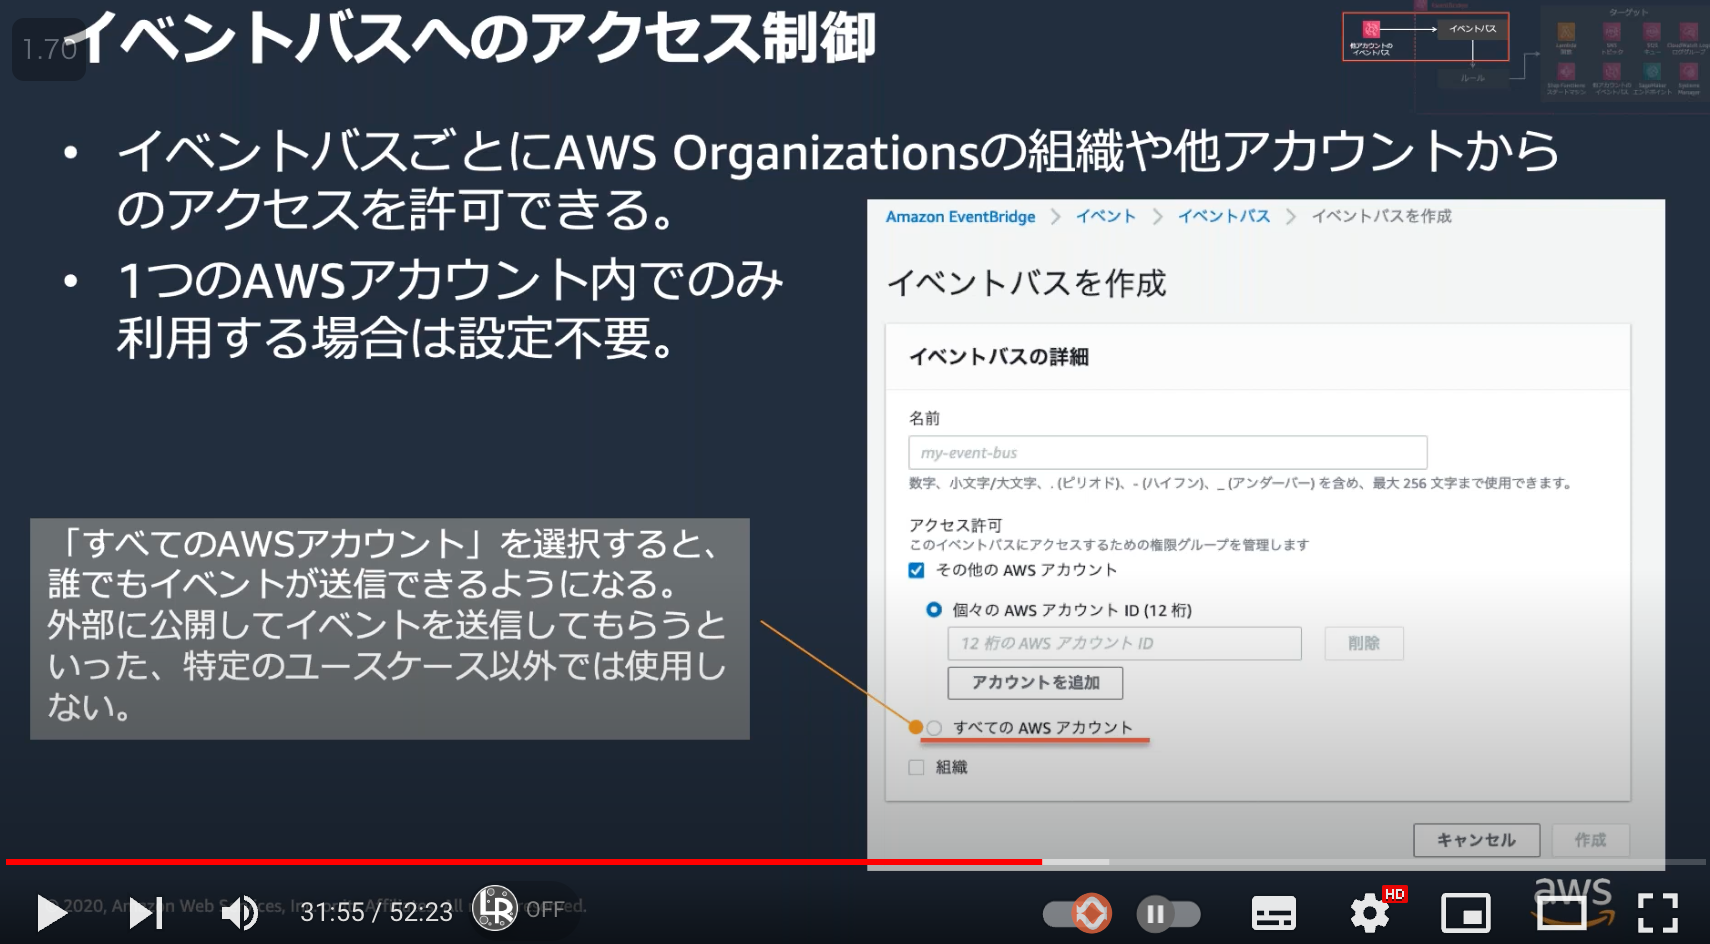 イベントバスへのアクセス制御
1.70
他アカウントの
イベントバス
イベントバス
ルール
ターゲット
• イベントバスごとにAWS Organizationsの組織や他アカウントから
のアクセスを許可できる。
• 1つのAWSアカウント内でのみ
利用する場合は設定不要。
「すべてのAWSアカウント」を選択すると、
誰でもイベントが送信できるようになる。
外部に公開してイベントを送信してもらうと
いった、特定のユースケース以外では使用し
ない。
Amazon EventBridge > イベント > イベントバス > イベントバスを作成
イベントバスを作成
イベントバスの詳細
名前
my-event-bus
数字、小文字/大文字、. (ピリオド)、- (ハイフン)、_ (アンダーバー) を含め、最大 256 文字まで使用できます。
アクセス許可
このイベントバスにアクセスするための権限グループを管理します
その他の AWS アカウント
個々の AWS アカウント ID (12 桁)
12 桁の AWS アカウント ID
削除
アカウントを追加
すべての AWS アカウント
組織
キャンセル
作成
2020,
31:55 / 52:23
LR
OFF
HD
aws